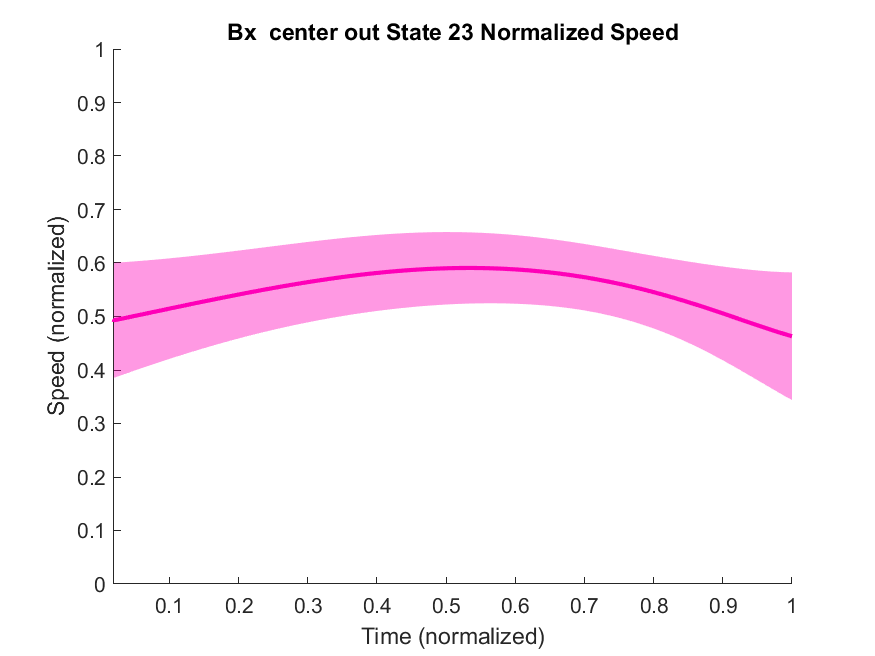 Bx  center out State 23 Normalized Speed
1
0.9
0.8
0.7
0.6
0.5
0.4
0.3
0.2
0.1
0
Speed (normalized)
0.1 0.2 0.3 0.4 0.5 0.6 0.7 0.8 0.9 1
Time (normalized)